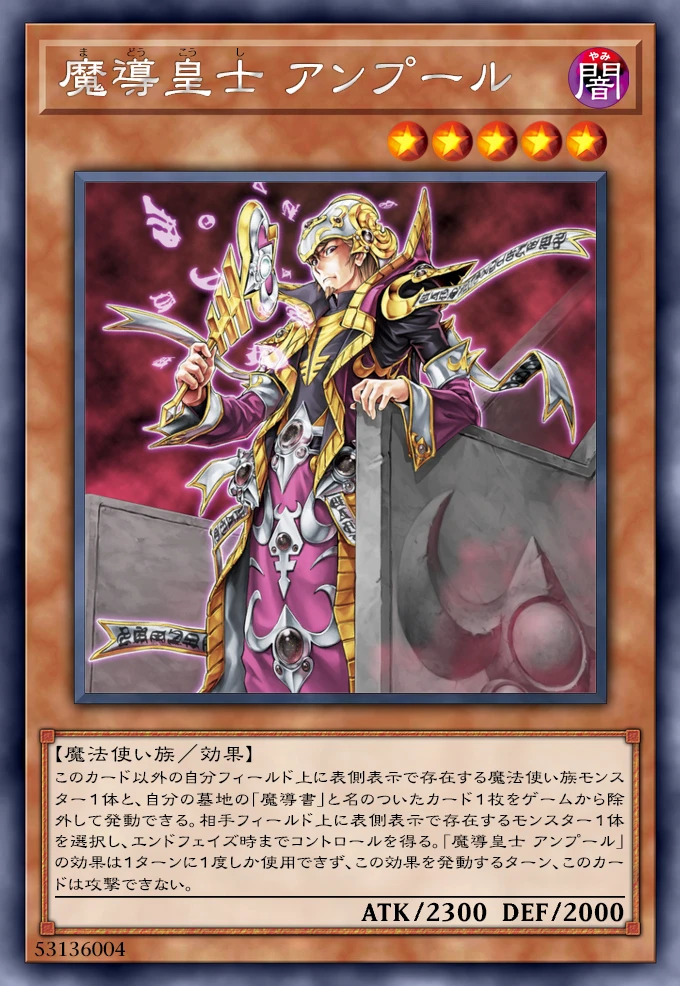 まどうこうし
魔導皇士 アンプール
やみ
闇
【魔法使い族／効果】
このカード以外の自分フィールド上に表側表示で存在する魔法使い族モンス
ター１体と、自分の墓地の「魔導書」と名のついたカード１枚をゲームから除
外して発動できる。相手フィールド上に表側表示で存在するモンスター１体
を選択し、エンドフェイズ時までコントロールを得る。「魔導皇士 アンプール」
の効果は１ターンに１度しか使用できず、この効果を発動するターン、このカー
ドは攻撃できない。
ATK/2300 DEF/2000
53136004